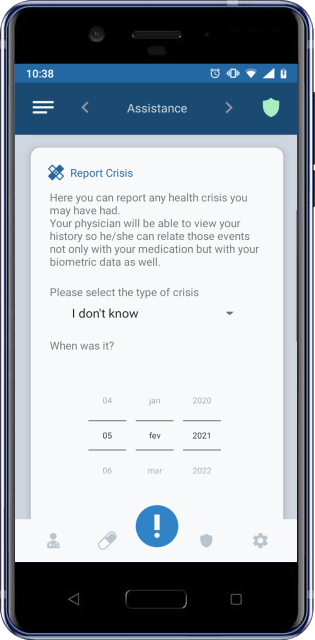 10:38
Assistance
Report Crisis
Here you can report any health crisis you
may have had.
Your physician will be able to view your
history so he/she can relate those events
not only with your medication but with your
biometric data as well.
Please select the type of crisis
I don't know
When was it?
04 jan 2020
05 fev 2021
06 mar 2022